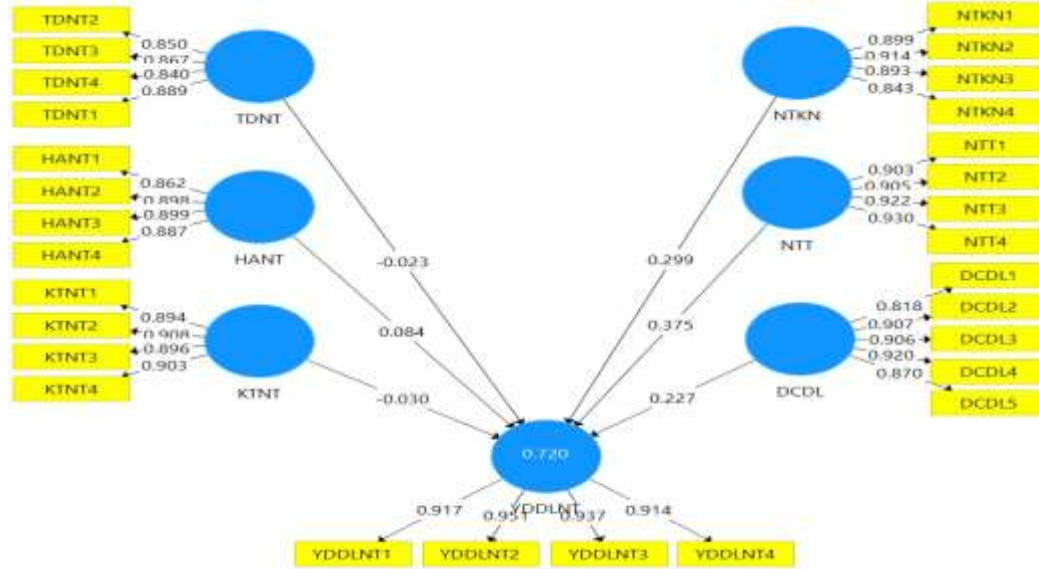 TDNT2
TDNT3
TDNT4
TDNT1
0.850
0.867
0.840
0.889
TDNT
HANT1
HANT2
HANT3
HANT4
0.862
0.898
0.899
0.887
HANT
KTNT1
KTNT2
KTNT3
KTNT4
0.894
0.908
0.896
0.903
KTNT
-0.023
0.084
-0.030
NTKN1
NTKN2
NTKN3
NTKN4
0.899
0.914
0.893
0.843
NTKN
NTT1
NTT2
NTT3
NTT4
0.903
0.905
0.922
0.930
NTT
DCDL1
DCDL2
DCDL3
DCDL4
DCDL5
0.818
0.907
0.906
0.920
0.870
DCDL
0.299
0.375
0.227
0.720
YDDLNT
0.917
0.951
0.937
0.914
YDDLNT1
YDDLNT2
YDDLNT3
YDDLNT4